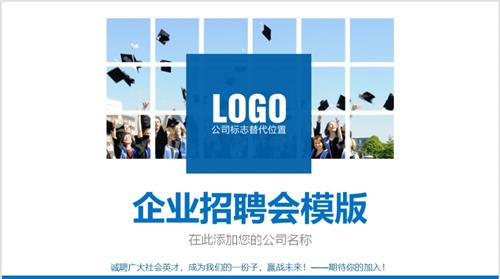 LOGO
公司标志替代位置
企业招聘会模版
在此添加您的公司名称
诚聘广大社会英才，成为我们的一份子，赢战未来！——期待你的加入！